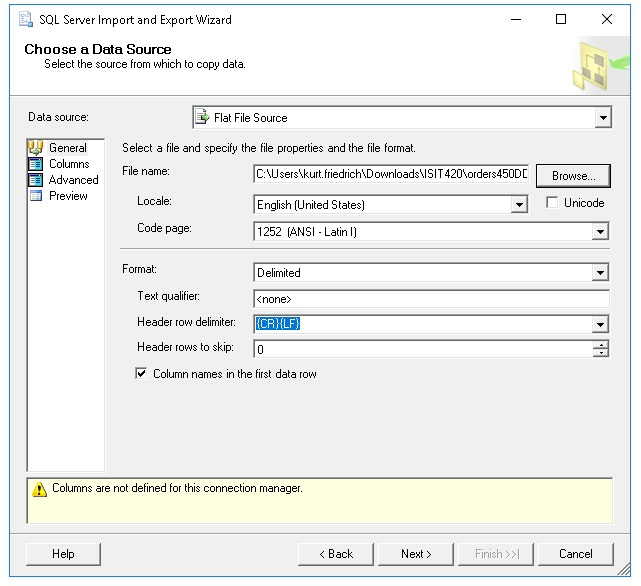 SQL Server Import and Export Wizard
Choose a Data Source
Select the source from which to copy data.
Data source:
Flat File Source
General
Columns
Advanced
Preview
Select a file and specify the file properties and the file format.
File name:
C:\Users\kurt.friedrich\Downloads\ISIT420\orders450DD
Browse...
Locale:
English (United States)
Unicode
Code page:
1252 (ANSI - Latin I)
Format:
Delimited
Text qualifier:
<none>
Header row delimiter:
{CR}{LF}
Header rows to skip:
0
Column names in the first data row
Columns are not defined for this connection manager.
Help
< Back
Next >
Finish >>|
Cancel